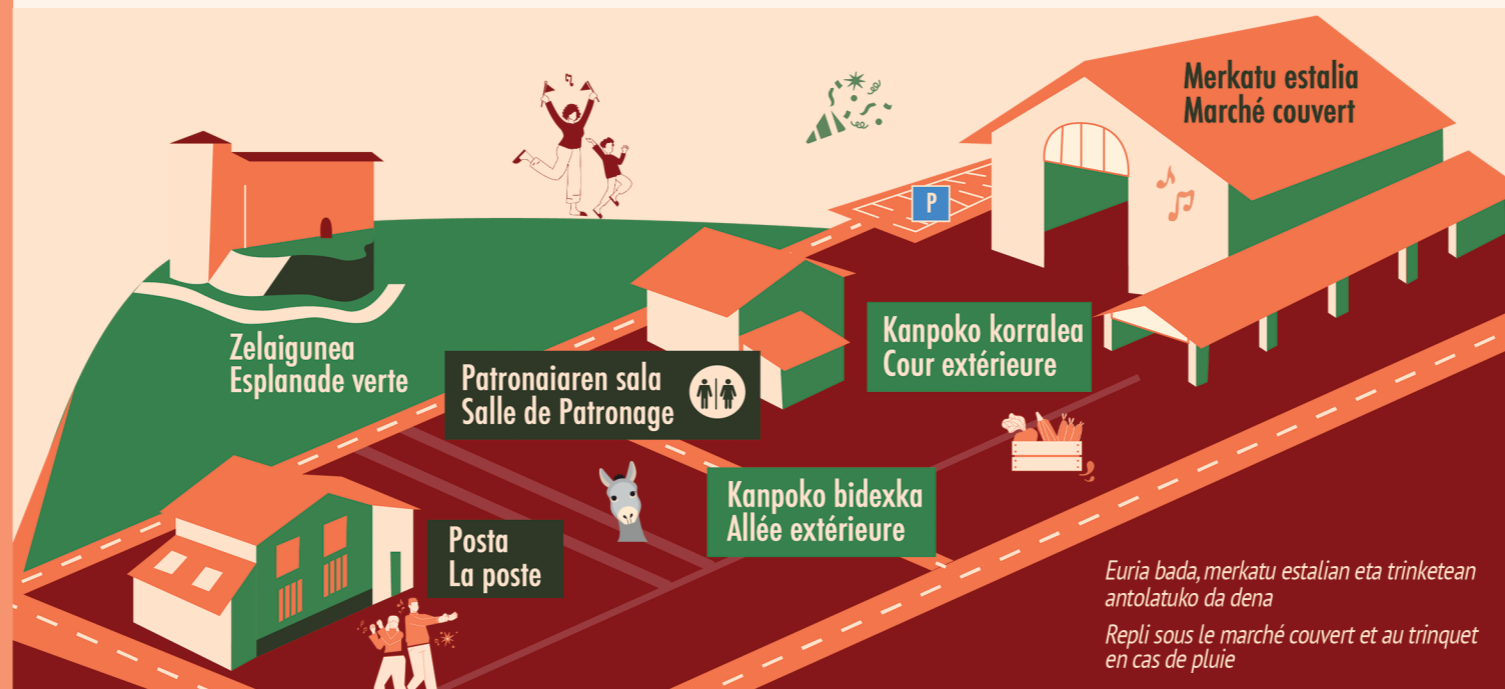 Merkatu estalia
Marché couvert
P
Zelaigunea
Esplanade verte
Patronaiaren sala
Salle de Patronage
Kanpoko korralea
Cour extérieure
Kanpoko bidexka
Allée extérieure
Posta
La poste
Euria bada, merkatu estalian eta trinketean
antolatuko da dena
Repli sous le marché couvert et au trinquet
en cas de pluie